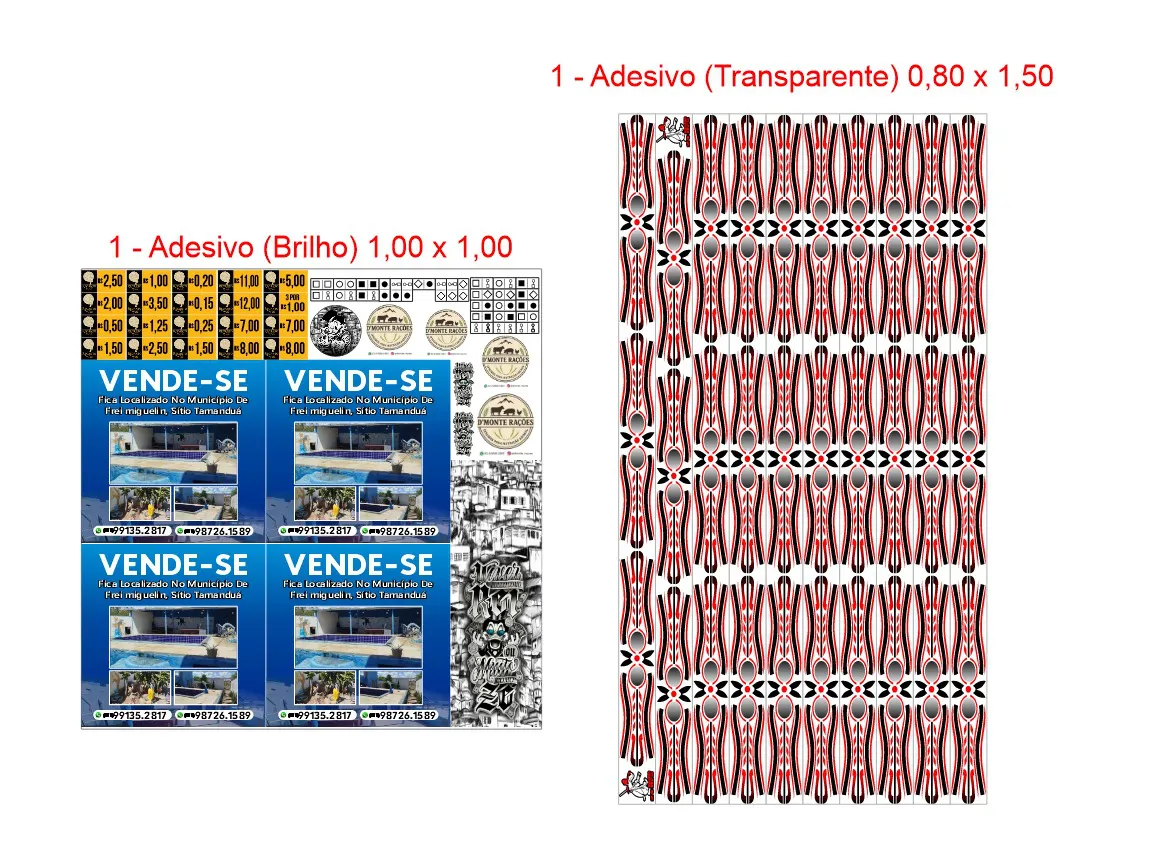 1 - Adesivo (Transparente) 0,80 x 1,50
1 - Adesivo (Brilho) 1,00 x 1,00
R$2,50 R$1,00 R$0,20 R$11,00 R$5,00
R$2,00 R$3,50 R$0,15 R$12,00 3 POR R$1,00
R$0,50 R$1,25 R$0,25 R$7,00 R$7,00
R$1,50 R$2,50 R$1,50 R$8,00 R$8,00
D'MONTE RAÇÕES
D'MONTE RAÇÕES
D'MONTE RAÇÕES
D'MONTE RAÇÕES
VENDE-SE
Fica Localizado No Município De
Frei miguelin, Sítio Tamanduá
99135.2817 98726.1589
VENDE-SE
Fica Localizado No Município De
Frei miguelin, Sítio Tamanduá
99135.2817 98726.1589
VENDE-SE
Fica Localizado No Município De
Frei miguelin, Sítio Tamanduá
99135.2817 98726.1589
VENDE-SE
Fica Localizado No Município De
Frei miguelin, Sítio Tamanduá
99135.2817 98726.1589